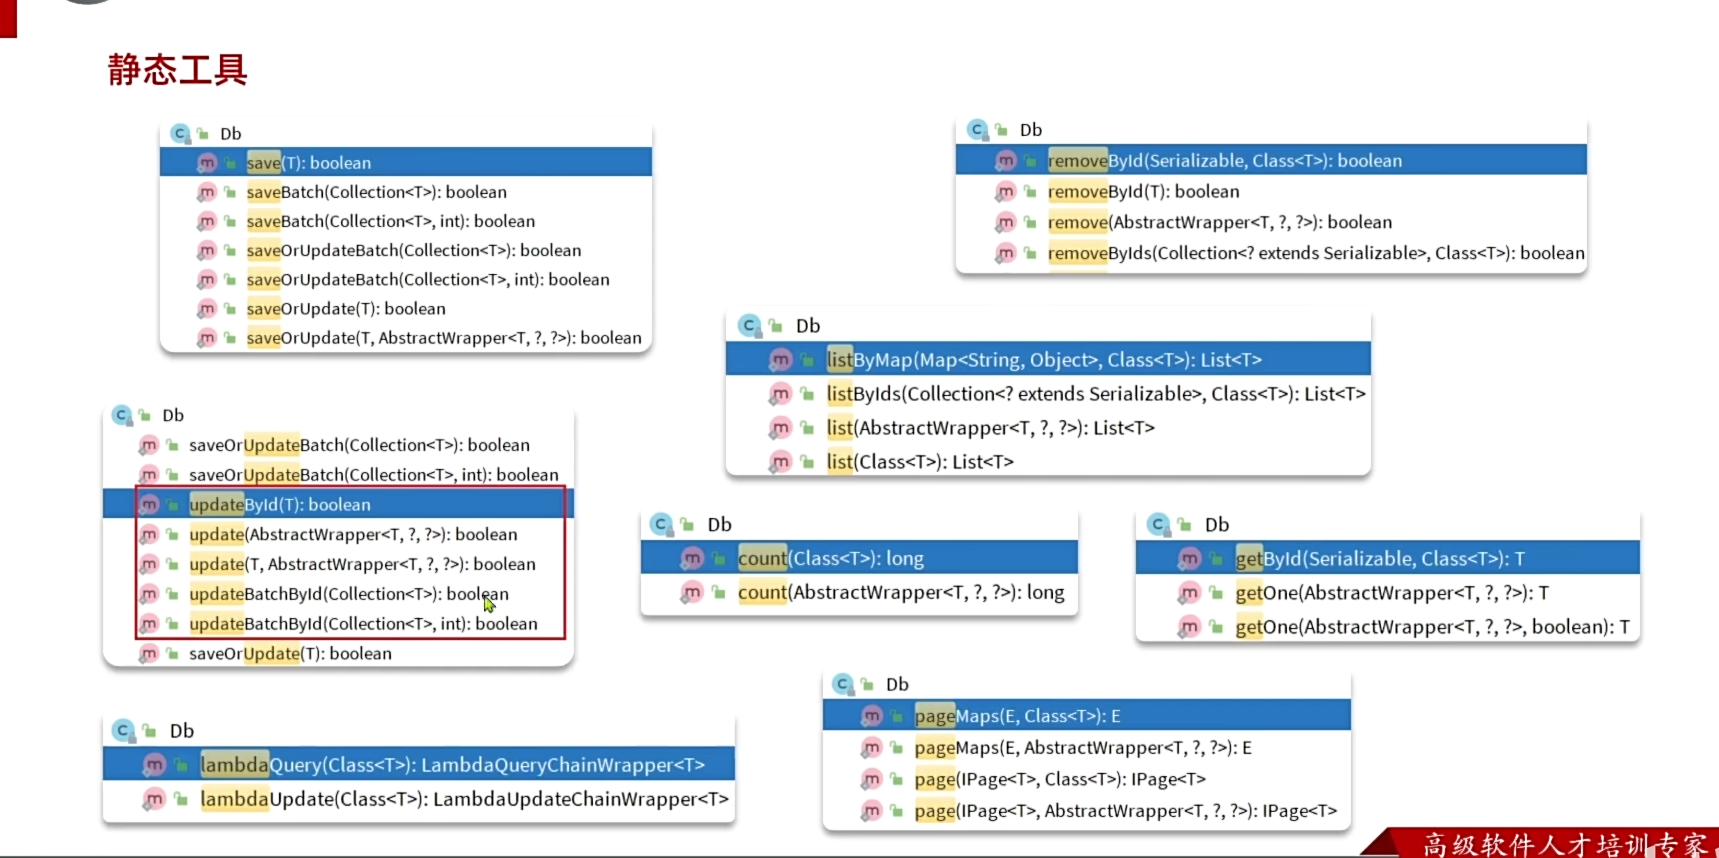 静态工具
Db
save(T): boolean
saveBatch(Collection<T>): boolean
saveBatch(Collection<T>, int): boolean
saveOrUpdateBatch(Collection<T>): boolean
saveOrUpdateBatch(Collection<T>, int): boolean
saveOrUpdate(T): boolean
saveOrUpdate(T, AbstractWrapper<T, ?, ?>): boolean
Db
removeById(Serializable, Class<T>): boolean
removeById(T): boolean
remove(AbstractWrapper<T, ?, ?>): boolean
removeByIds(Collection<? extends Serializable>, Class<T>): boolean
Db
listByMap(Map<String, Object>, Class<T>): List<T>
listByIds(Collection<? extends Serializable>, Class<T>): List<T>
list(AbstractWrapper<T, ?, ?>): List<T>
list(Class<T>): List<T>
Db
saveOrUpdateBatch(Collection<T>): boolean
saveOrUpdateBatch(Collection<T>, int): boolean
updateById(T): boolean
update(AbstractWrapper<T, ?, ?>): boolean
update(T, AbstractWrapper<T, ?, ?>): boolean
updateBatchById(Collection<T>): boolean
updateBatchById(Collection<T>, int): boolean
saveOrUpdate(T): boolean
Db
count(Class<T>): long
count(AbstractWrapper<T, ?, ?>): long
Db
getById(Serializable, Class<T>): T
getOne(AbstractWrapper<T, ?, ?>): T
getOne(AbstractWrapper<T, ?, ?>, boolean): T
Db
lambdaQuery(Class<T>): LambdaQueryChainWrapper<T>
lambdaUpdate(Class<T>): LambdaUpdateChainWrapper<T>
Db
pageMaps(E, Class<T>): E
pageMaps(E, AbstractWrapper<T, ?, ?>): E
page(IPage<T>, Class<T>): IPage<T>
page(IPage<T>, AbstractWrapper<T, ?, ?>): IPage<T>
高级软件人才培训专家